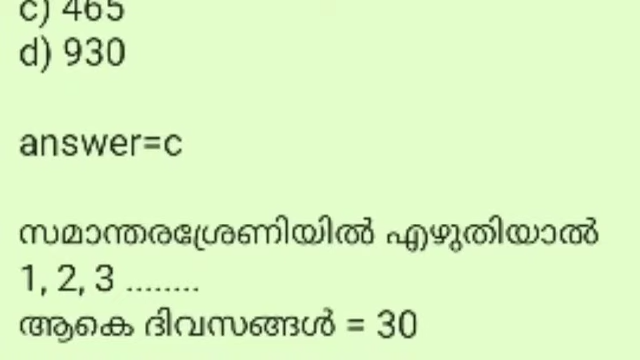 c) 465
d) 930
answer=c
സമാന്തരശ്രേണിയിൽ എഴുതിയാൽ
1, 2, 3 ........
ആകെ ദിവസങ്ങൾ = 30